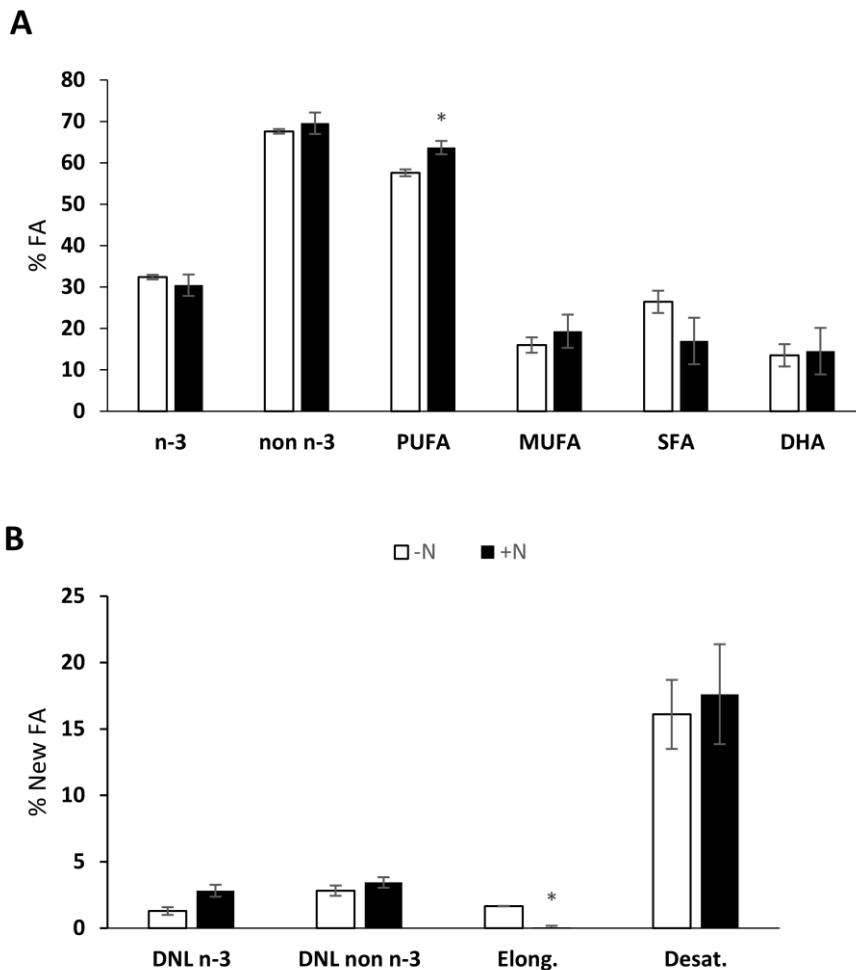 A
80
70
60
50
40
30
20
10
0
% FA
*
n-3 non n-3 PUFA MUFA SFA DHA
B
-N +N
25
20
15
10
5
0
% New FA
*
DNL n-3 DNL non n-3 Elong. Desat.